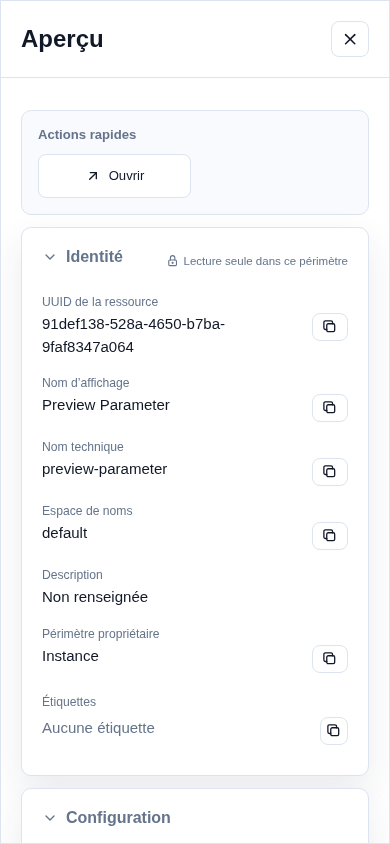 Aperçu
Actions rapides
Ouvrir
Identité
Lecture seule dans ce périmètre
UUID de la ressource
91def138-528a-4650-b7ba-
9faf8347a064
Nom d’affichage
Preview Parameter
Nom technique
preview-parameter
Espace de noms
default
Description
Non renseignée
Périmètre propriétaire
Instance
Étiquettes
Aucune étiquette
Configuration